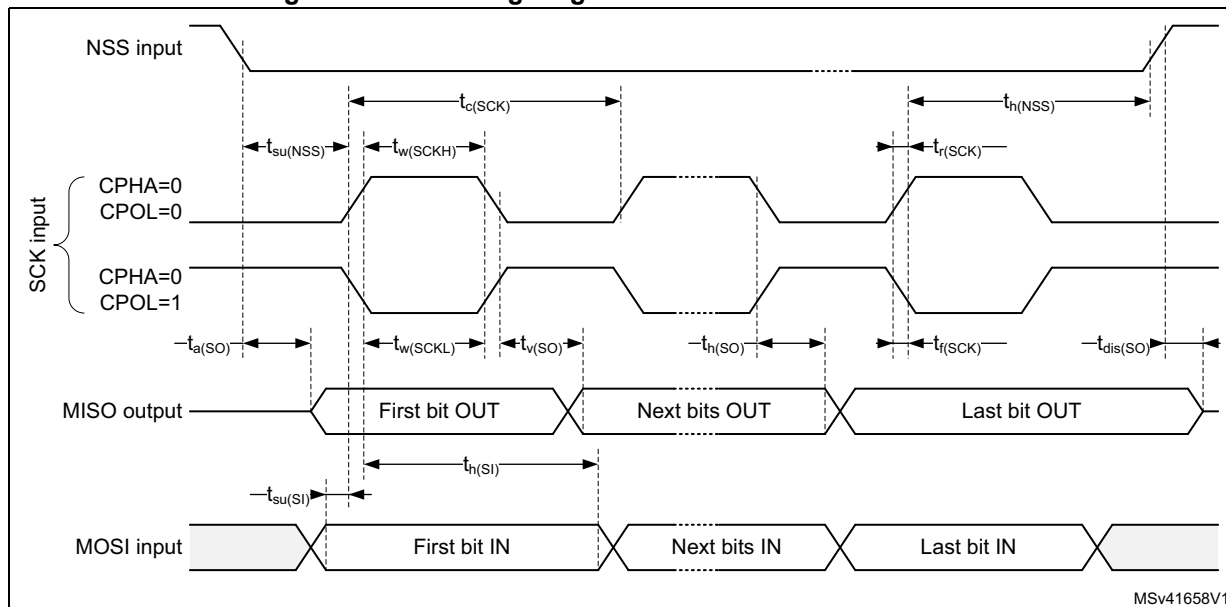 NSS input
tc(SCK)
th(NSS)
tsu(NSS)
tw(SCKH)
tr(SCK)
SCK input
CPHA=0
CPOL=0
CPHA=0
CPOL=1
ta(SO)
tw(SCKL)
tv(SO)
th(SO)
tf(SCK)
tdis(SO)
MISO output
First bit OUT
Next bits OUT
Last bit OUT
th(SI)
tsu(SI)
MOSI input
First bit IN
Next bits IN
Last bit IN
MSv41658V1